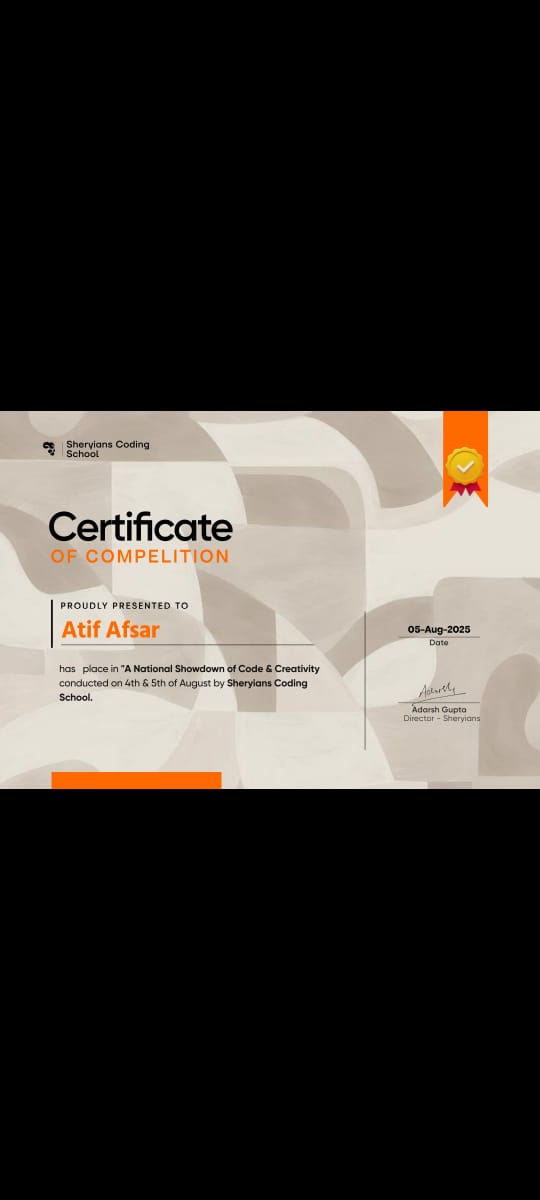 Sheryians Coding
School
Certificate
OF COMPELITION
PROUDLY PRESENTED TO
Atif Afsar
has place in "A National Showdown of Code & Creativity
conducted on 4th & 5th of August by Sheryians Coding
School.
05-Aug-2025
Date
Adarsh
Adarsh Gupta
Director - Sheryians